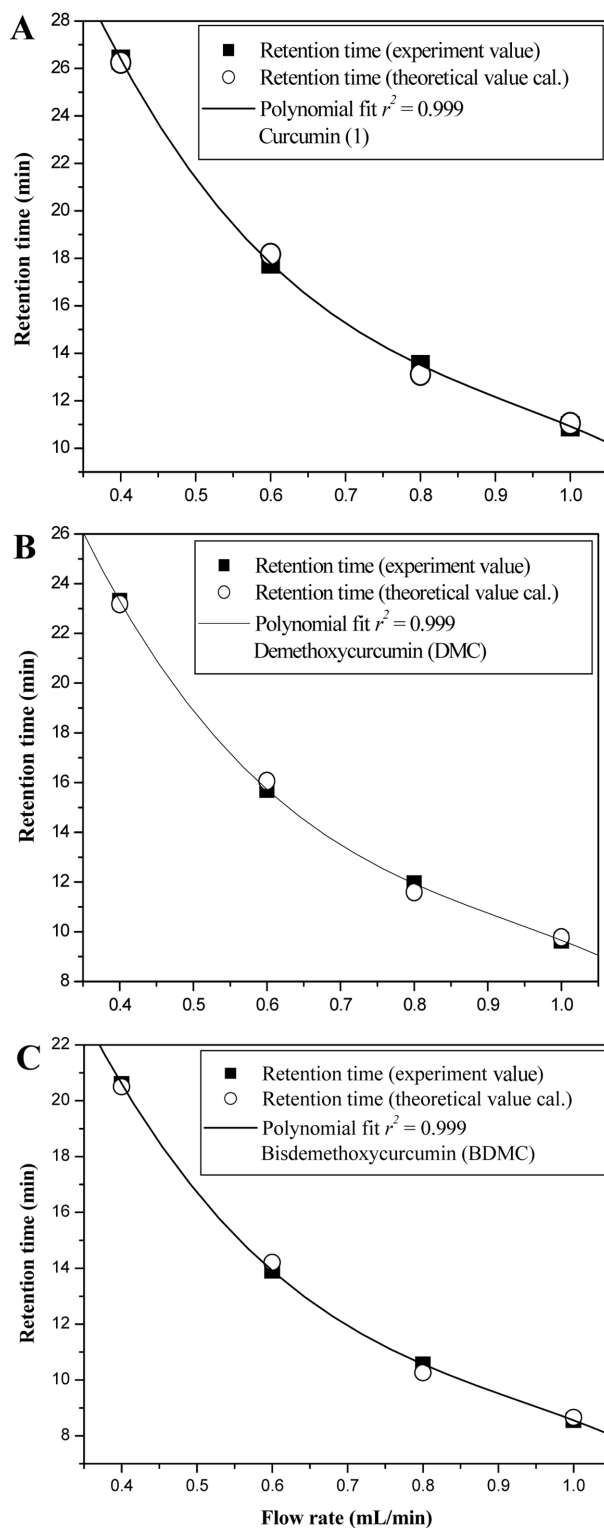 A
Retention time (experiment value)
Retention time (theoretical value cal.)
Polynomial fit r² = 0.999
Curcumin (1)
Retention time (min)
28
26
24
22
20
18
16
14
12
10
0.4 0.5 0.6 0.7 0.8 0.9 1.0
B
Retention time (experiment value)
Retention time (theoretical value cal.)
Polynomial fit r² = 0.999
Demethoxycurcumin (DMC)
Retention time (min)
26
24
22
20
18
16
14
12
10
8
0.4 0.5 0.6 0.7 0.8 0.9 1.0
C
Retention time (experiment value)
Retention time (theoretical value cal.)
Polynomial fit r² = 0.999
Bisdemethoxycurcumin (BDMC)
Retention time (min)
22
20
18
16
14
12
10
8
0.4 0.5 0.6 0.7 0.8 0.9 1.0
Flow rate (mL/min)